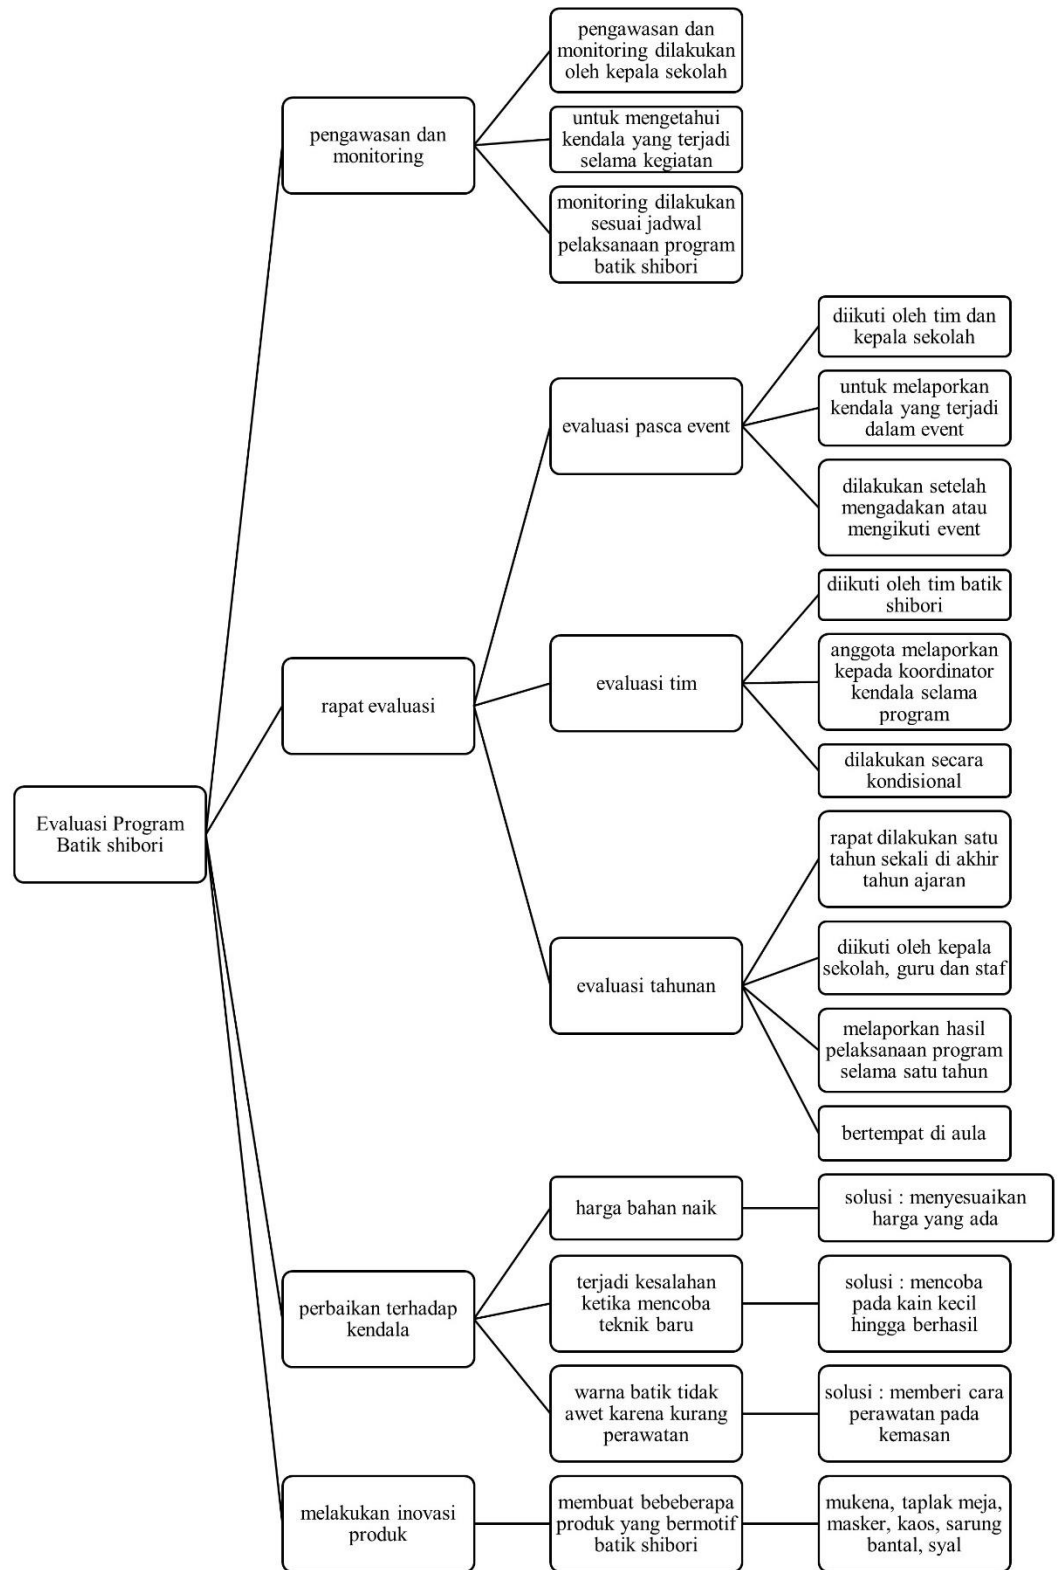 Evaluasi Program
Batik shibori
pengawasan dan
monitoring
pengawasan dan
monitoring dilakukan
oleh kepala sekolah
untuk mengetahui
kendala yang terjadi
selama kegiatan
monitoring dilakukan
sesuai jadwal
pelaksanaan program
batik shibori
rapat evaluasi
evaluasi pasca event
diikuti oleh tim dan
kepala sekolah
untuk melaporkan
kendala yang terjadi
dalam event
dilakukan setelah
mengadakan atau
mengikuti event
evaluasi tim
diikuti oleh tim batik
shibori
anggota melaporkan
kepada koordinator
kendala selama
program
dilakukan secara
kondisional
evaluasi tahunan
rapat dilakukan satu
tahun sekali di akhir
tahun ajaran
diikuti oleh kepala
sekolah, guru dan staf
melaporkan hasil
pelaksanaan program
selama satu tahun
bertempat di aula
perbaikan terhadap
kendala
harga bahan naik
solusi : menyesuaikan
harga yang ada
terjadi kesalahan
ketika mencoba
teknik baru
solusi : mencoba
pada kain kecil
hingga berhasil
warna batik tidak
awet karena kurang
perawatan
solusi : memberi cara
perawatan pada
kemasan
melakukan inovasi
produk
membuat bebeberapa
produk yang bermotif
batik shibori
mukena, taplak meja,
masker, kaos, sarung
bantal, syal